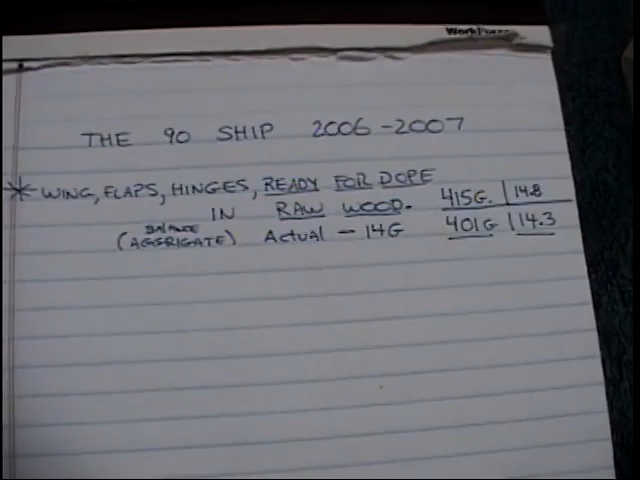 THE 90 SHIP 2006-2007
* WING, FLAPS, HINGES, READY FOR DOPE
IN RAW WOOD. 415G. | 14.8
BALANCE
(AGGRIGATE) Actual - 14G 401G | 14.3